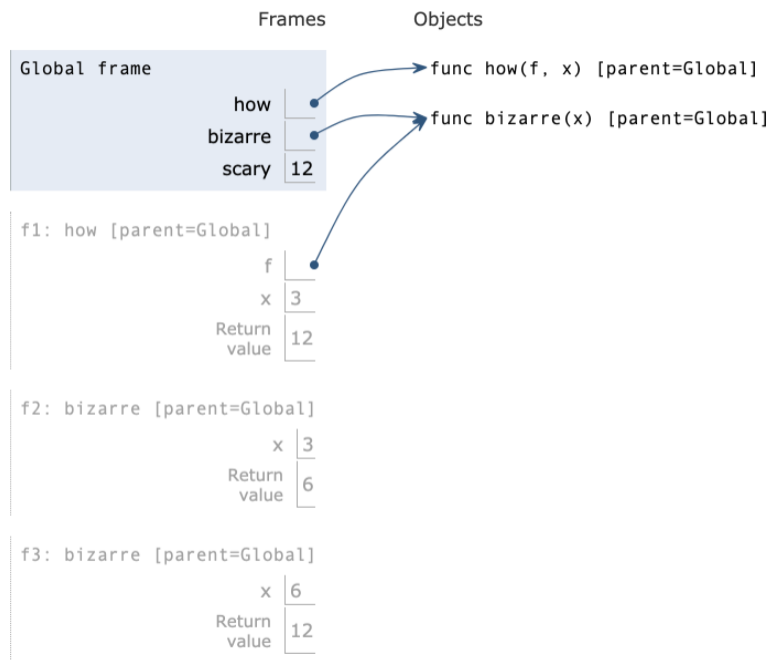 Frames Objects
Global frame
func how(f, x) [parent=Global]
how
func bizarre(x) [parent=Global]
bizarre
scary 12
f1: how [parent=Global]
f
x 3
Return
value 12
f2: bizarre [parent=Global]
x 3
Return
value 6
f3: bizarre [parent=Global]
x 6
Return
value 12